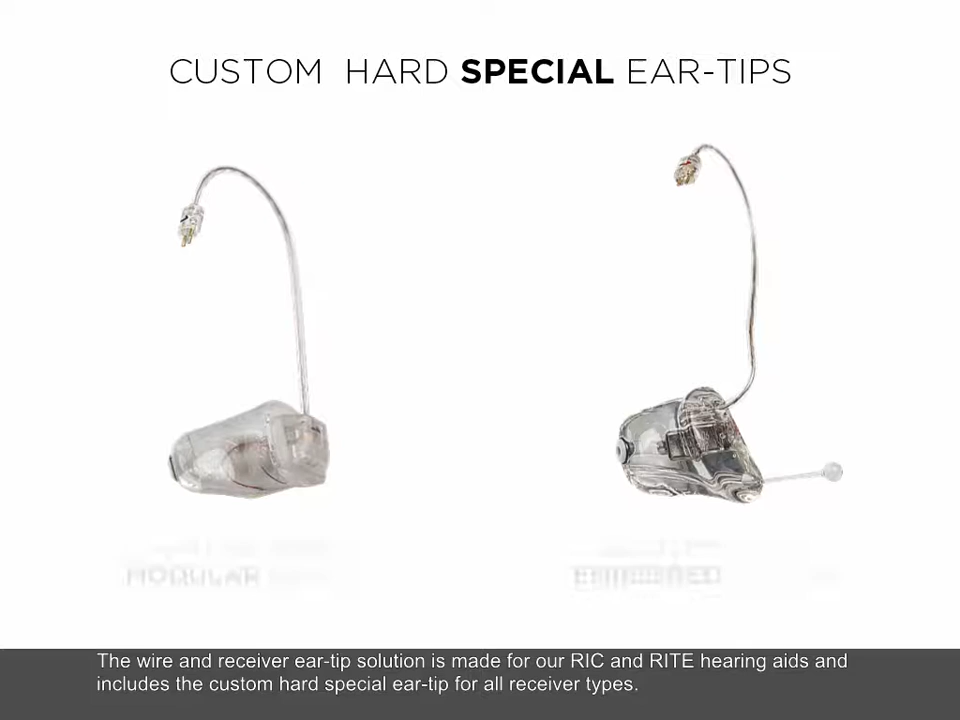 CUSTOM HARD SPECIAL EAR-TIPS
MODULAR
The wire and receiver ear-tip solution is made for our RIC and RITE hearing aids and
includes the custom hard special ear-tip for all receiver types.